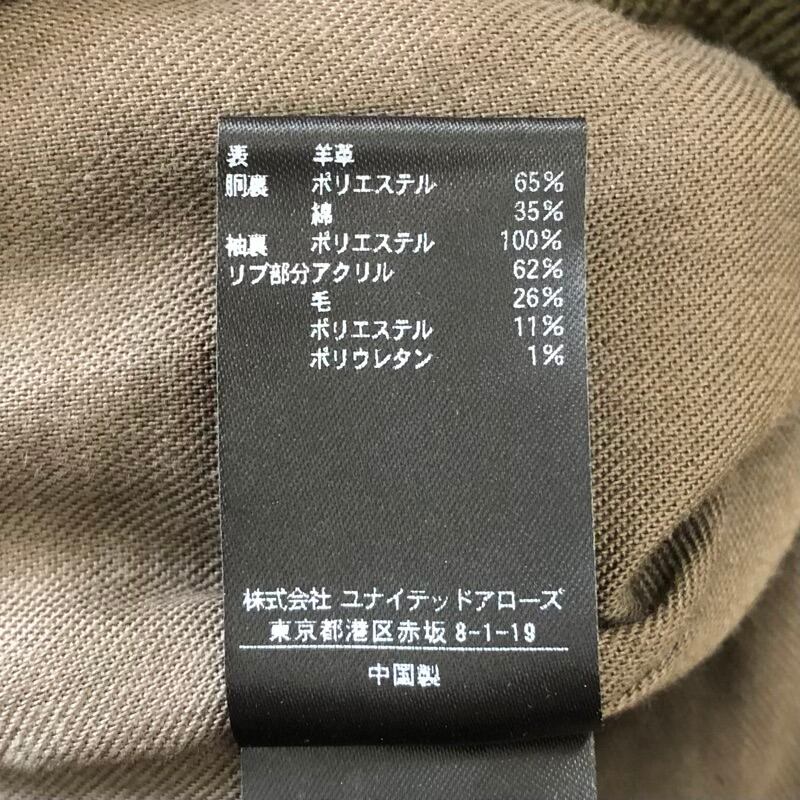 表 羊革
胴裏 ポリエステル 65%
綿 35%
袖裏 ポリエステル 100%
リブ部分アクリル 62%
毛 26%
ポリエステル 11%
ポリウレタン 1%
株式会社 ユナイテッドアローズ
東京都港区赤坂 8-1-19
中国製